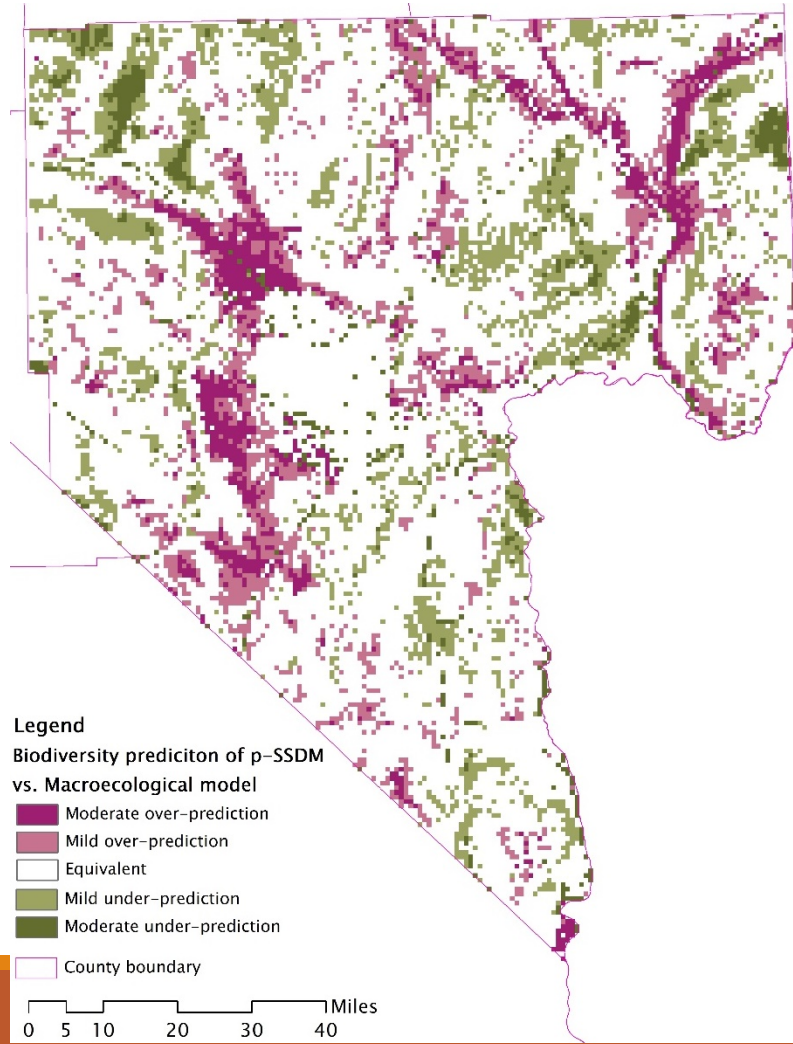 Legend
Biodiversity prediciton of p-SSDM
vs. Macroecological model
Moderate over-prediction
Mild over-prediction
Equivalent
Mild under-prediction
Moderate under-prediction
County boundary
Miles
0 5 10 20 30 40